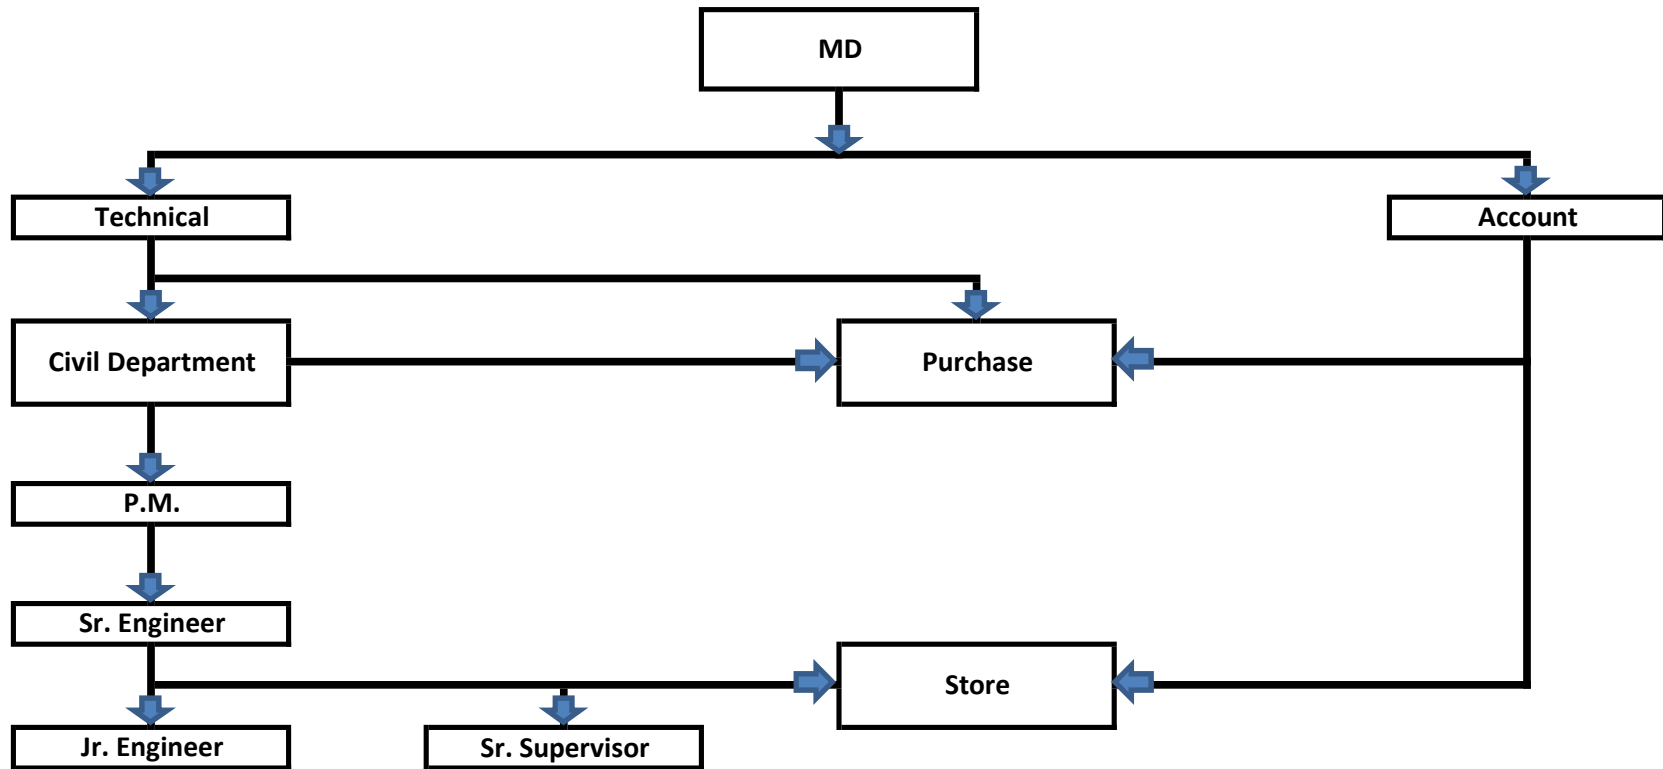 MD
Technical
Account
Civil Department
Purchase
P.M.
Sr. Engineer
Store
Jr. Engineer
Sr. Supervisor